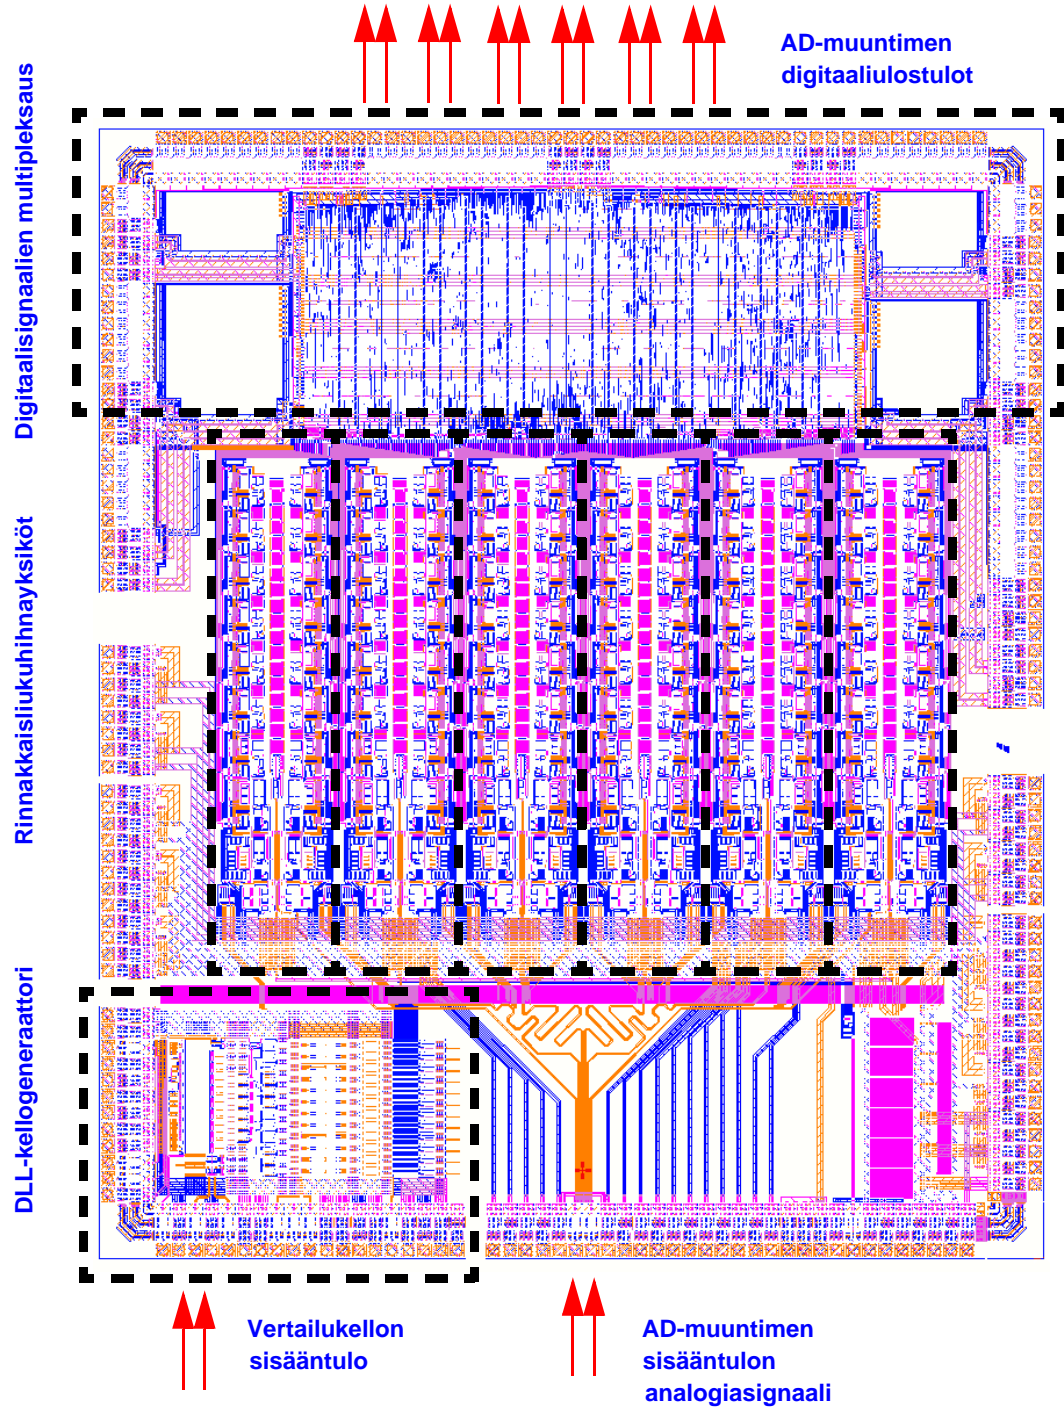 AD-muuntimen
digitaaliulostulot
Digitaalisignaalien multipleksaus
Rinnakkaisliukuhihnayksiköt
DLL-kellogeneraattori
Vertailukellon
sisääntulo
AD-muuntimen
sisääntulon
analogiasignaali